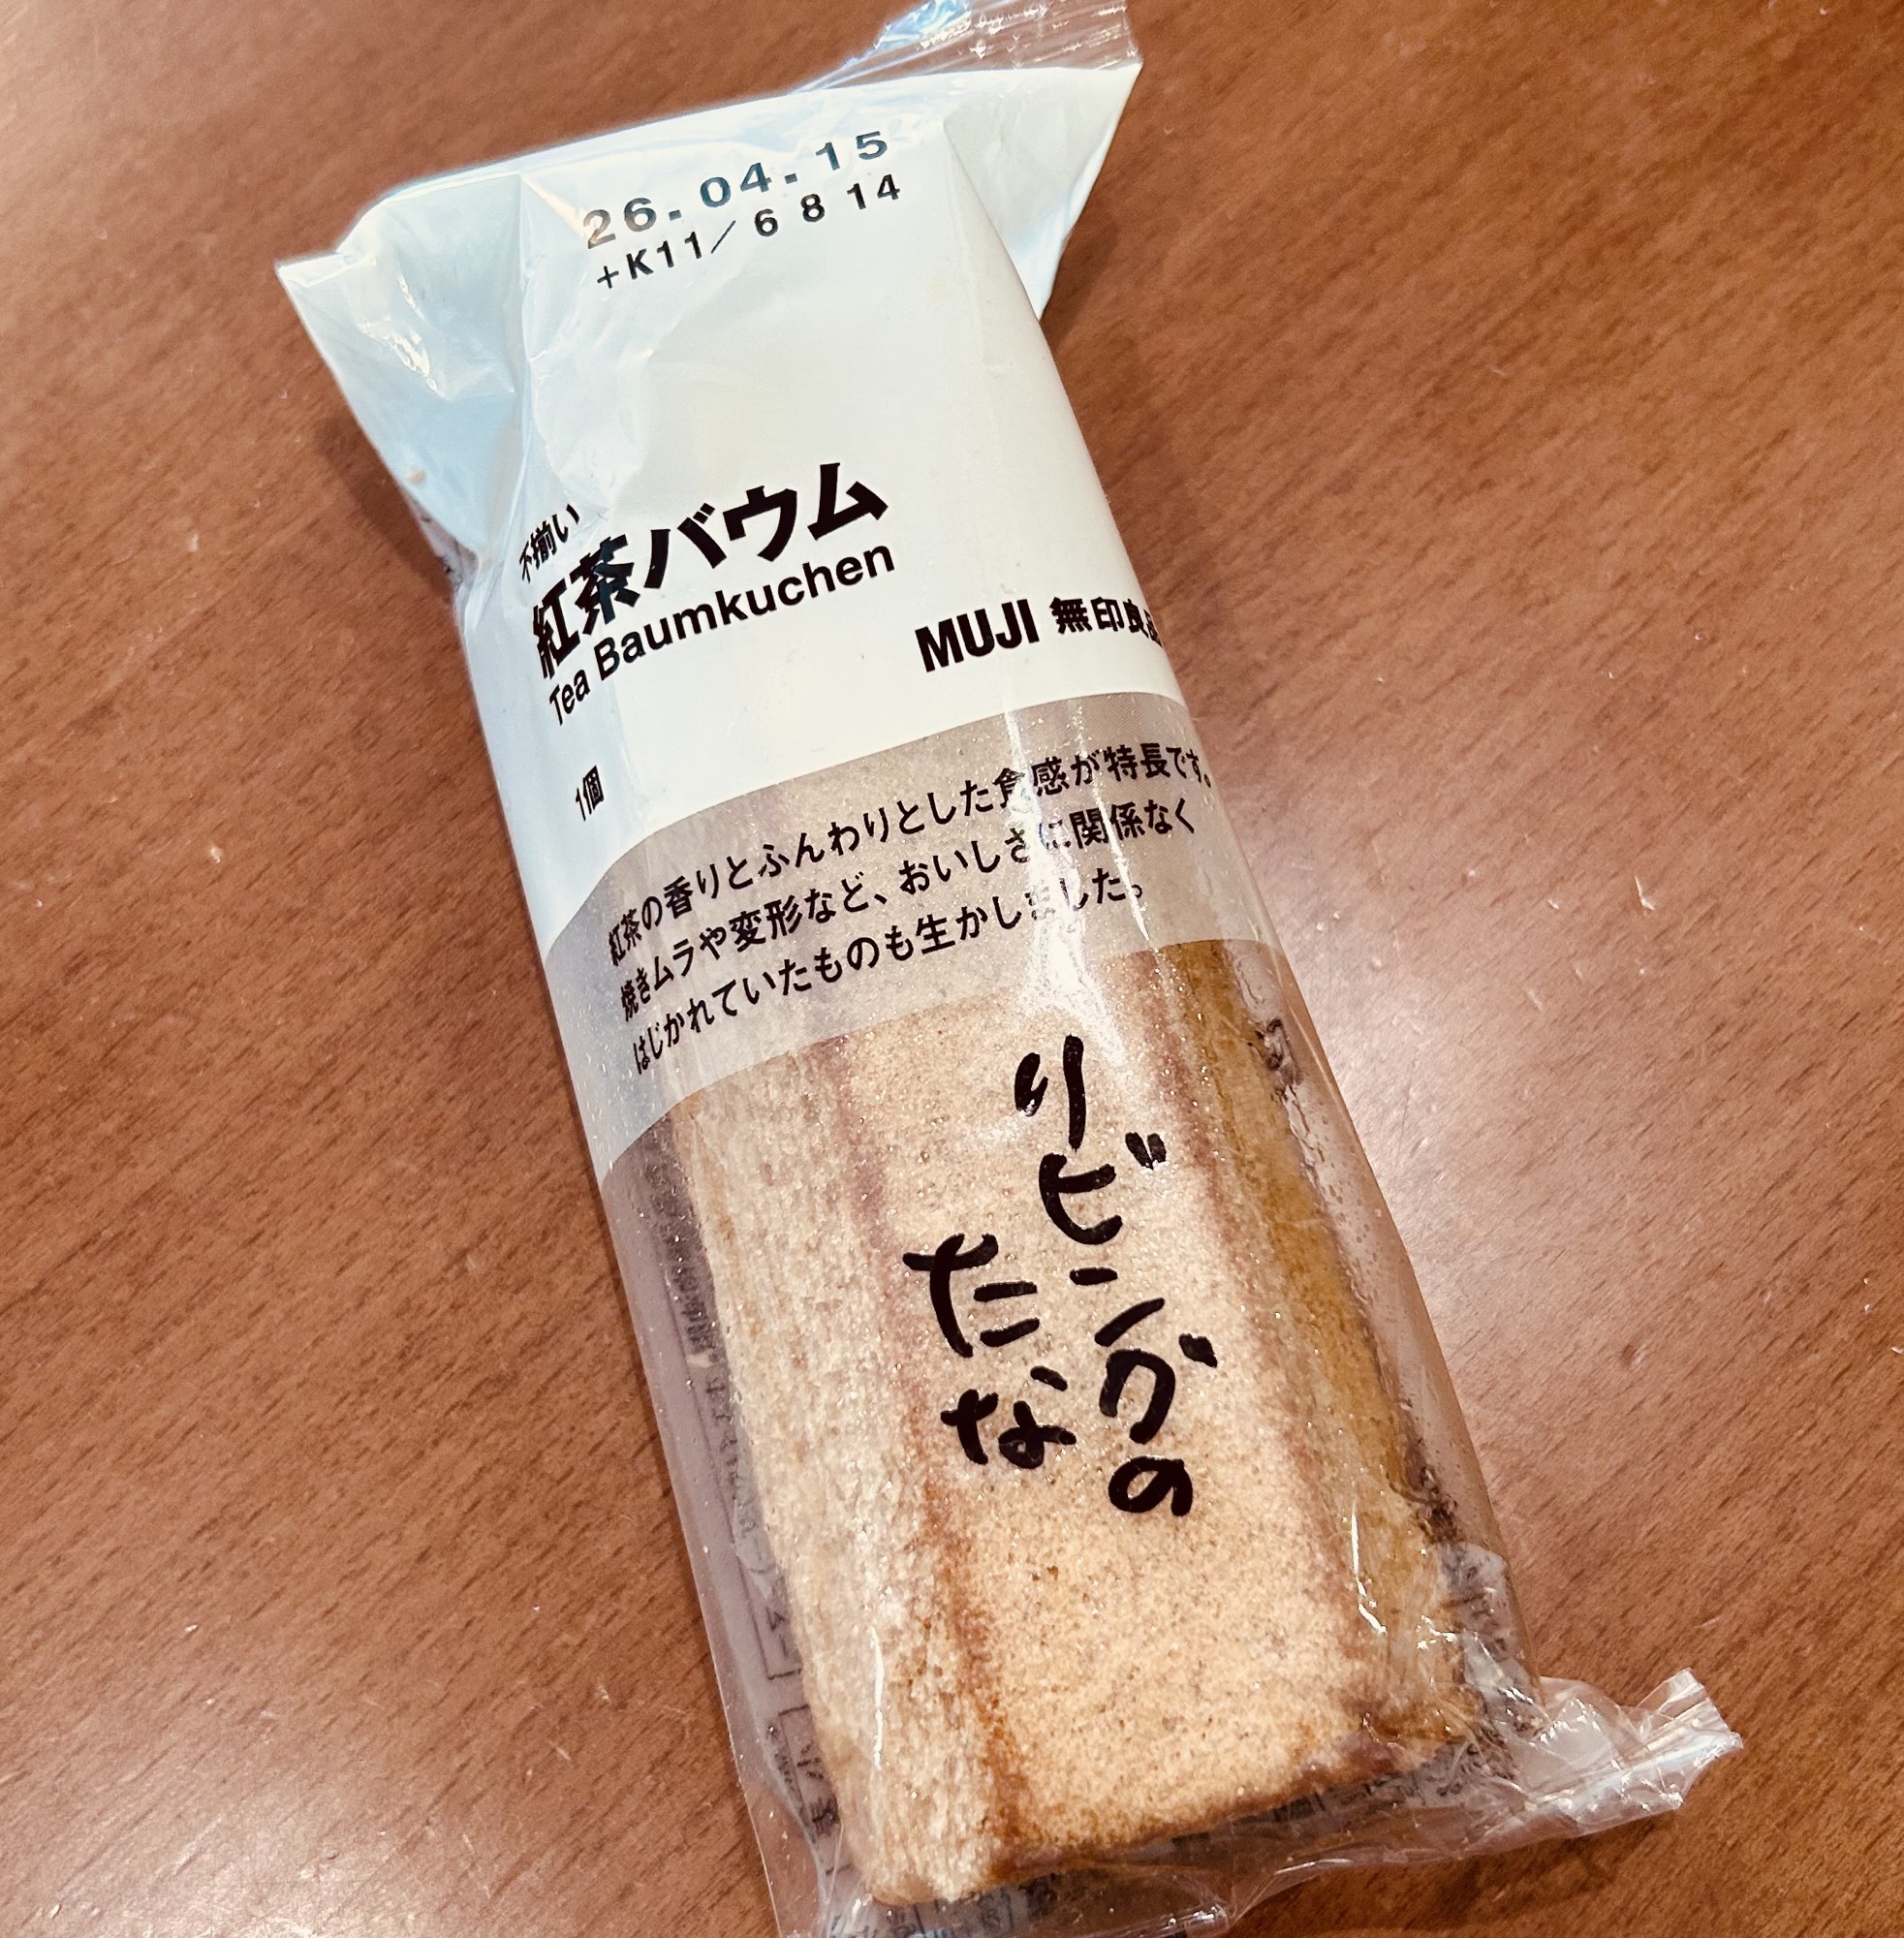 26.04.15
+K11/6 8 14
不揃い
紅茶バウム
Tea Baumkuchen
MUJI 無印良品
1個
紅茶の香りとふんわりとした食感が特長です。
焼きムラや変形など、おいしさに関係なく
はじかれていたものも生かしました。
リビングの
たな